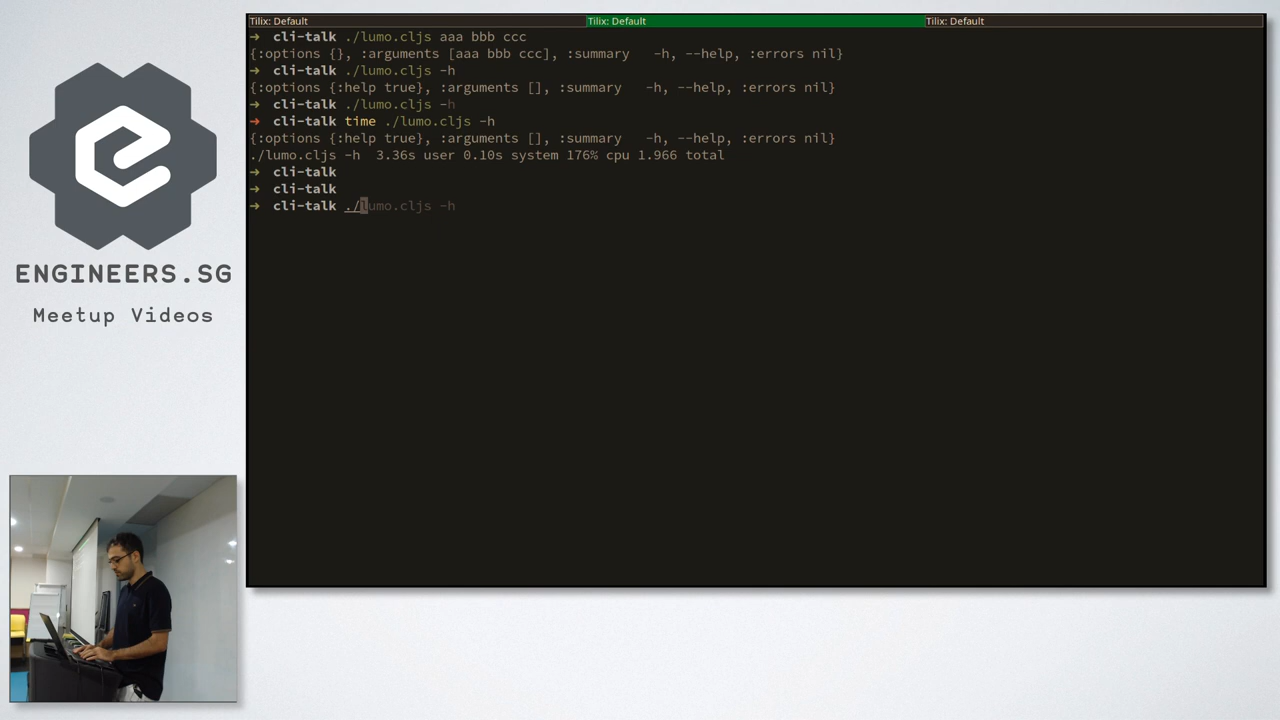 Tilix: Default
Tilix: Default
Tilix: Default
➜ cli-talk ./lumo.cljs aaa bbb ccc
{:options {}, :arguments [aaa bbb ccc], :summary -h, --help, :errors nil}
➜ cli-talk ./lumo.cljs -h
{:options {:help true}, :arguments [], :summary -h, --help, :errors nil}
➜ cli-talk ./lumo.cljs -h
➜ cli-talk time ./lumo.cljs -h
{:options {:help true}, :arguments [], :summary -h, --help, :errors nil}
./lumo.cljs -h 3.36s user 0.10s system 176% cpu 1.966 total
➜ cli-talk
➜ cli-talk
➜ cli-talk ./lumo.cljs -h
ENGINEERS.SG
Meetup Videos